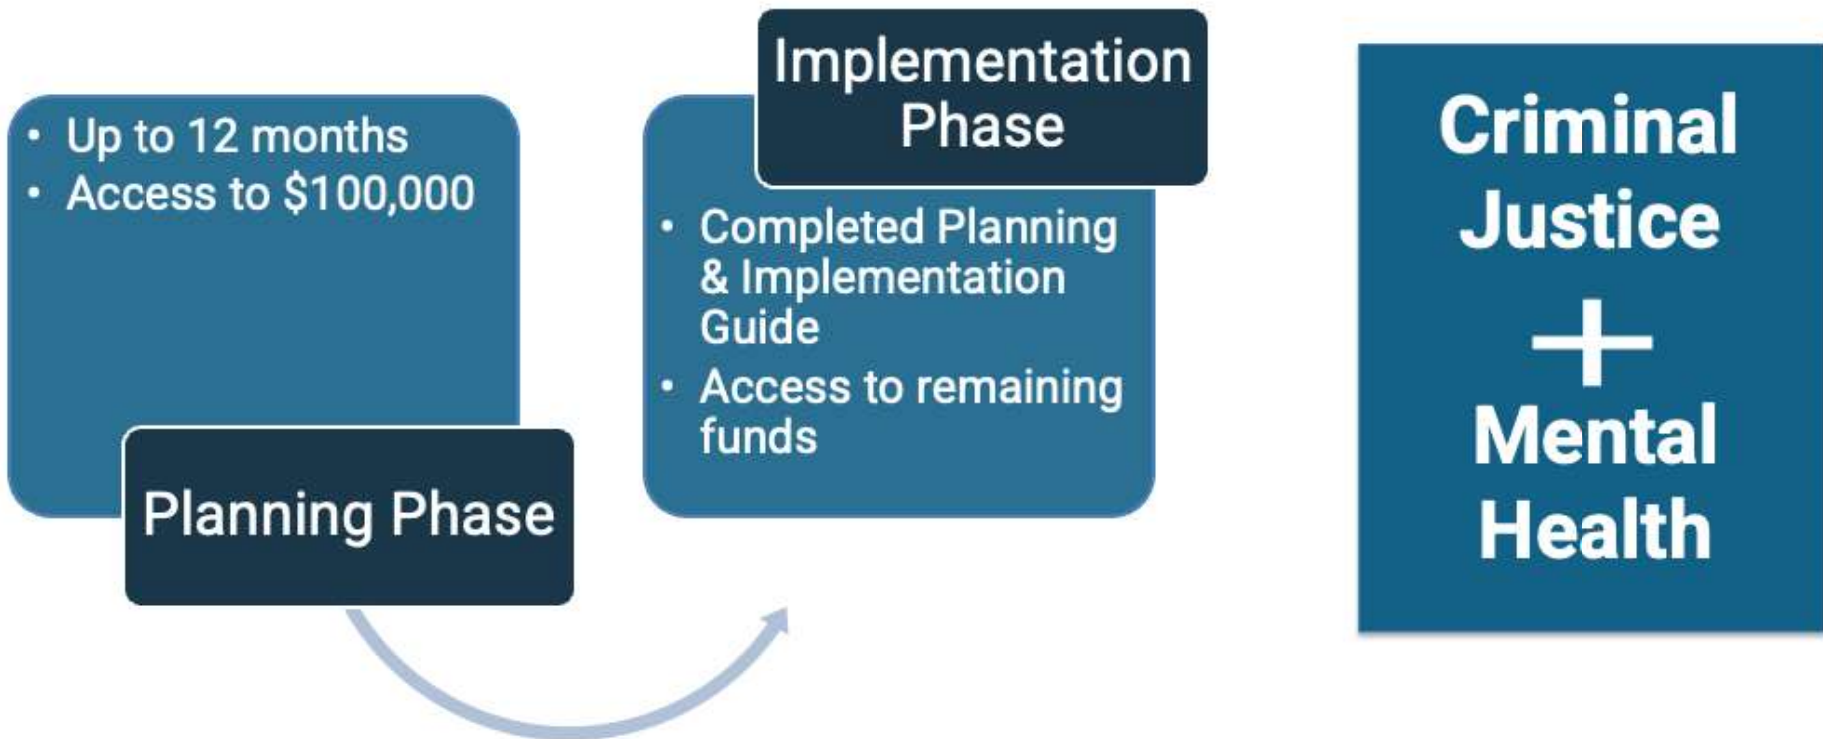 • Up to 12 months
• Access to $100,000
Planning Phase
Implementation
Phase
• Completed Planning
& Implementation
Guide
• Access to remaining
funds
Criminal
Justice
+
Mental
Health